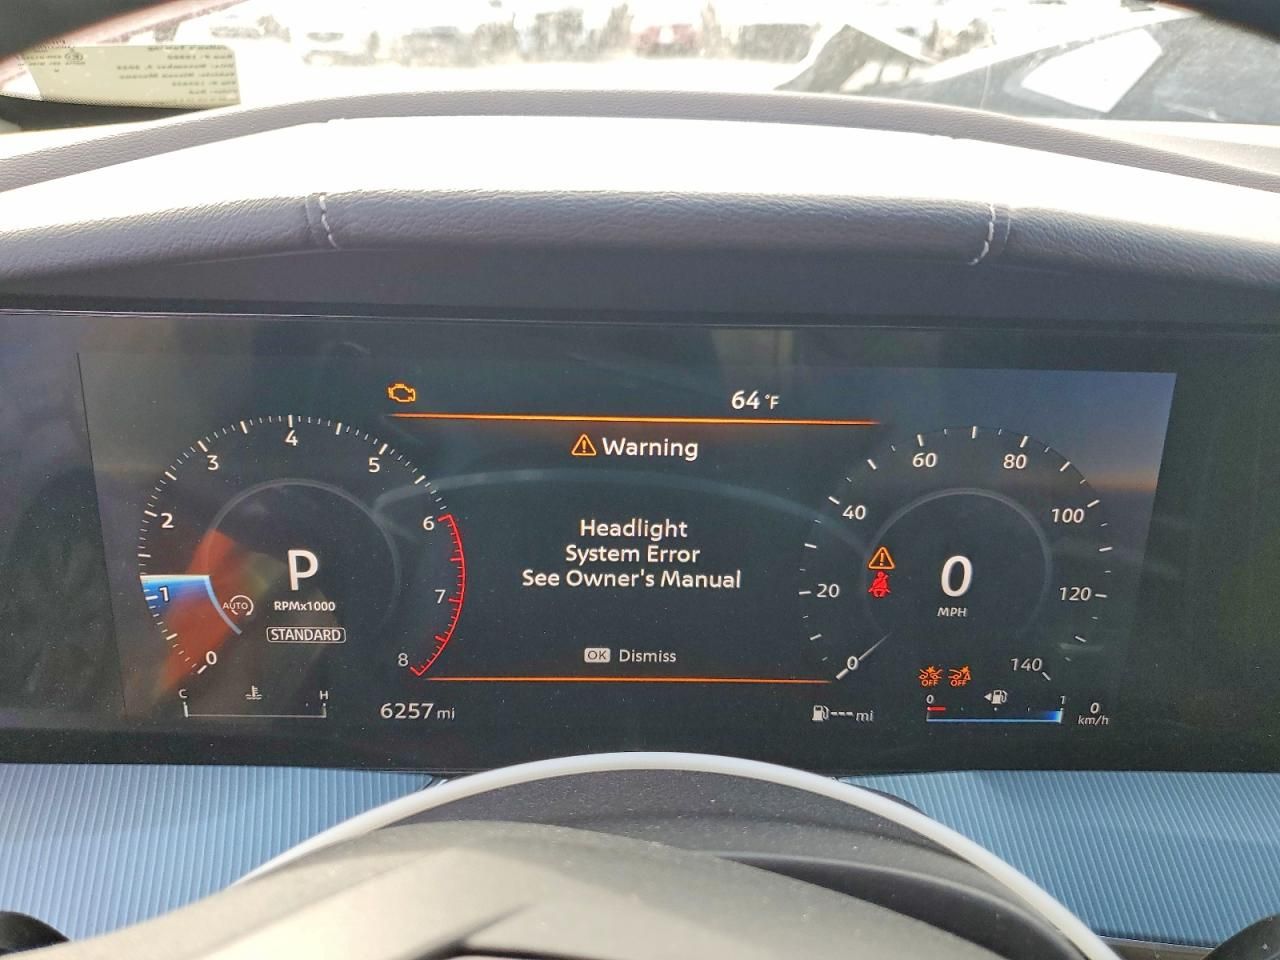 64°F
Warning
Headlight
System Error
See Owner's Manual
OK Dismiss
0
1
2
3
4
5
6
7
8
P
RPMx1000
AUTO
STANDARD
C H
6257 mi
0
20
40
60
80
100
120
140
0
MPH
OFF OFF
--- mi
0 1
0
km/h